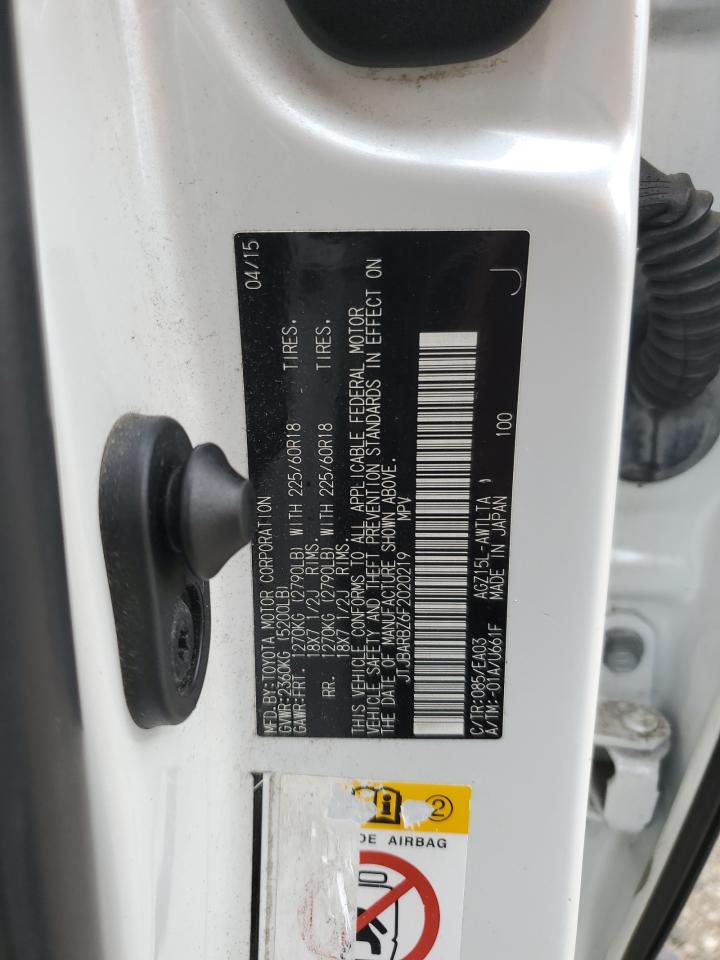 04/15
MFD.BY:TOYOTA MOTOR CORPORATION
GVWR:2360KG (5200LB)
GAWR:FRT. 1270KG (2790LB) WITH 225/60R18 TIRES.
18X7 1/2J RIMS.
RR. 1270KG (2790LB) WITH 225/60R18 TIRES.
18X7 1/2J RIMS.
THIS VEHICLE CONFORMS TO ALL APPLICABLE FEDERAL MOTOR
VEHICLE SAFETY AND THEFT PREVENTION STANDARDS IN EFFECT ON
THE DATE OF MANUFACTURE SHOWN ABOVE.
JTJBARBZ6F2020219 MPV
C/TR:085/EA03 AGZ15L-AWTLTA
A/TM:-01A/U661F MADE IN JAPAN 100
J
2
DE AIRBAG